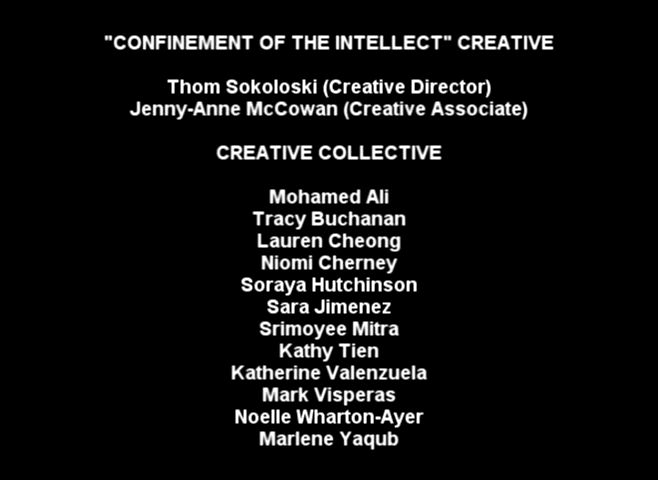 "CONFINEMENT OF THE INTELLECT" CREATIVE
Thom Sokoloski (Creative Director)
Jenny-Anne McCowan (Creative Associate)
CREATIVE COLLECTIVE
Mohamed Ali
Tracy Buchanan
Lauren Cheong
Niomi Cherney
Soraya Hutchinson
Sara Jimenez
Srimoyee Mitra
Kathy Tien
Katherine Valenzuela
Mark Visperas
Noelle Wharton-Ayer
Marlene Yaqub